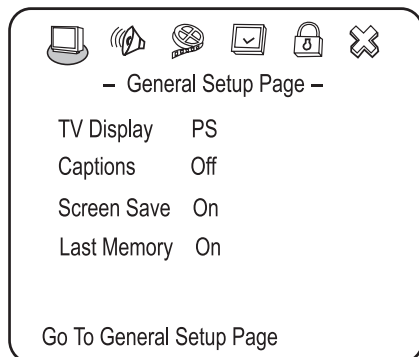 – General Setup Page –
TV Display PS
Captions Off
Screen Save On
Last Memory On
Go To General Setup Page